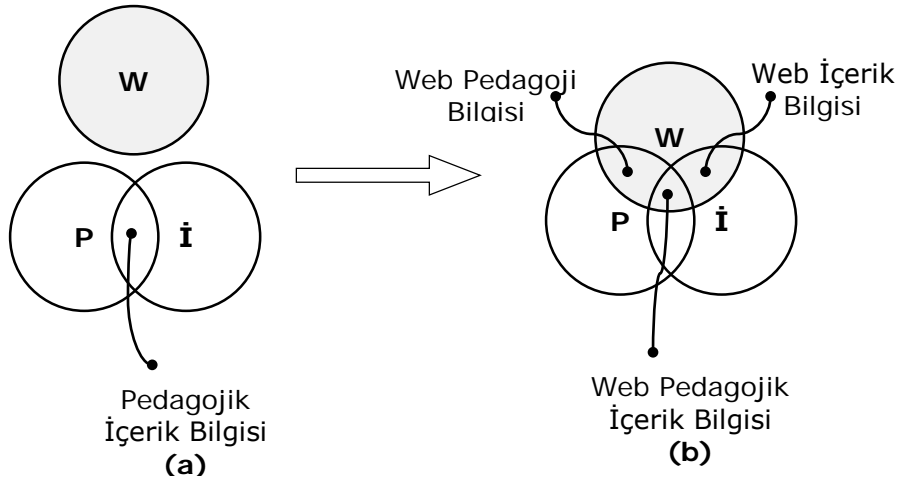 W
P
İ
Pedagojik
İçerik Bilgisi
(a)
Web Pedagoji
Bilgisi
Web İçerik
Bilgisi
W
P
İ
Web Pedagojik
İçerik Bilgisi
(b)